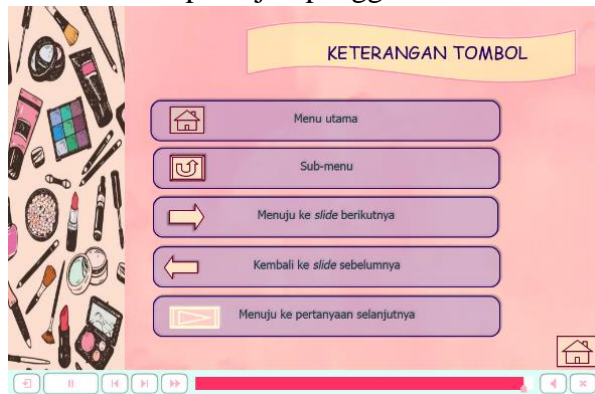 KETERANGAN TOMBOL
Menu utama
Sub-menu
Menuju ke slide berikutnya
Kembali ke slide sebelumnya
Menuju ke pertanyaan selanjutnya